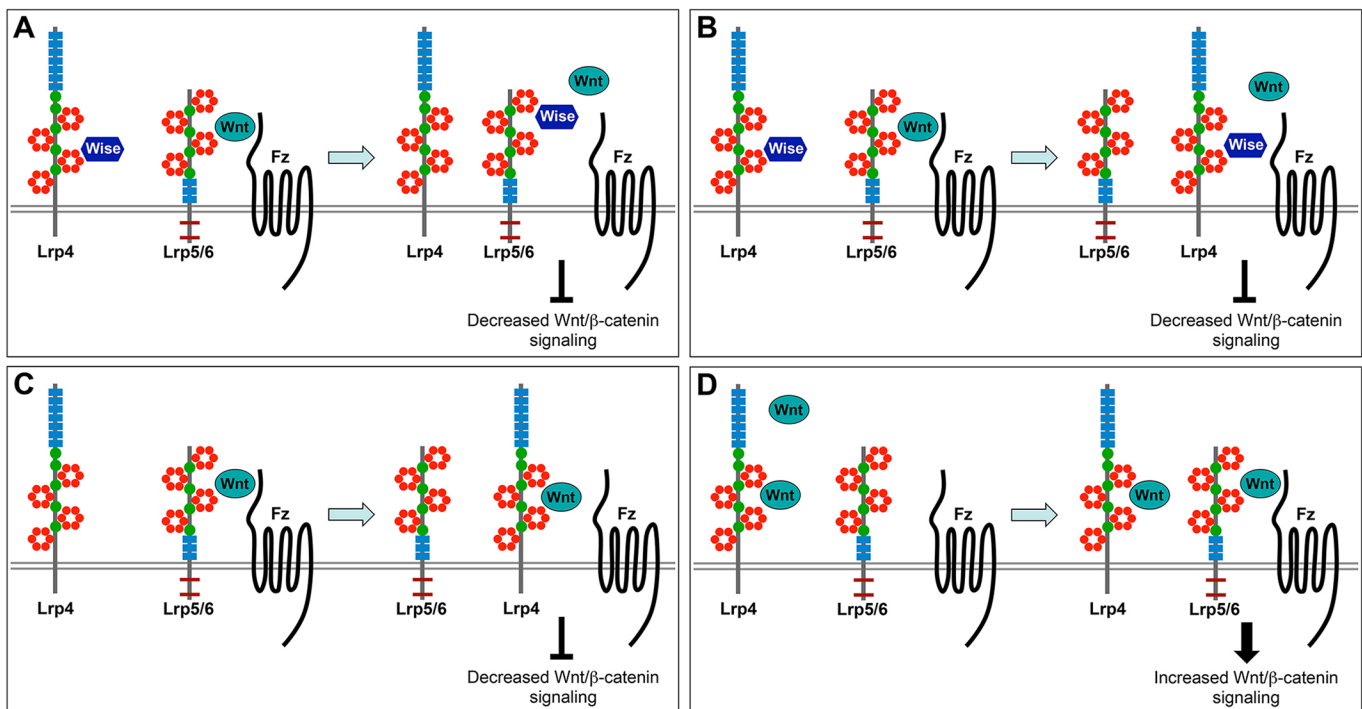 A
Wise
Wnt
Fz
Lrp4
Lrp5/6
Wnt
Wise
Fz
Lrp4
Lrp5/6
Decreased Wnt/β-catenin
signaling
B
Wise
Wnt
Fz
Lrp4
Lrp5/6
Wnt
Wise
Fz
Lrp5/6
Lrp4
Decreased Wnt/β-catenin
signaling
C
Wnt
Fz
Lrp4
Lrp5/6
Wnt
Fz
Lrp5/6
Lrp4
Decreased Wnt/β-catenin
signaling
D
Wnt
Wnt
Fz
Lrp4
Lrp5/6
Wnt
Wnt
Fz
Lrp4
Lrp5/6
Increased Wnt/β-catenin
signaling